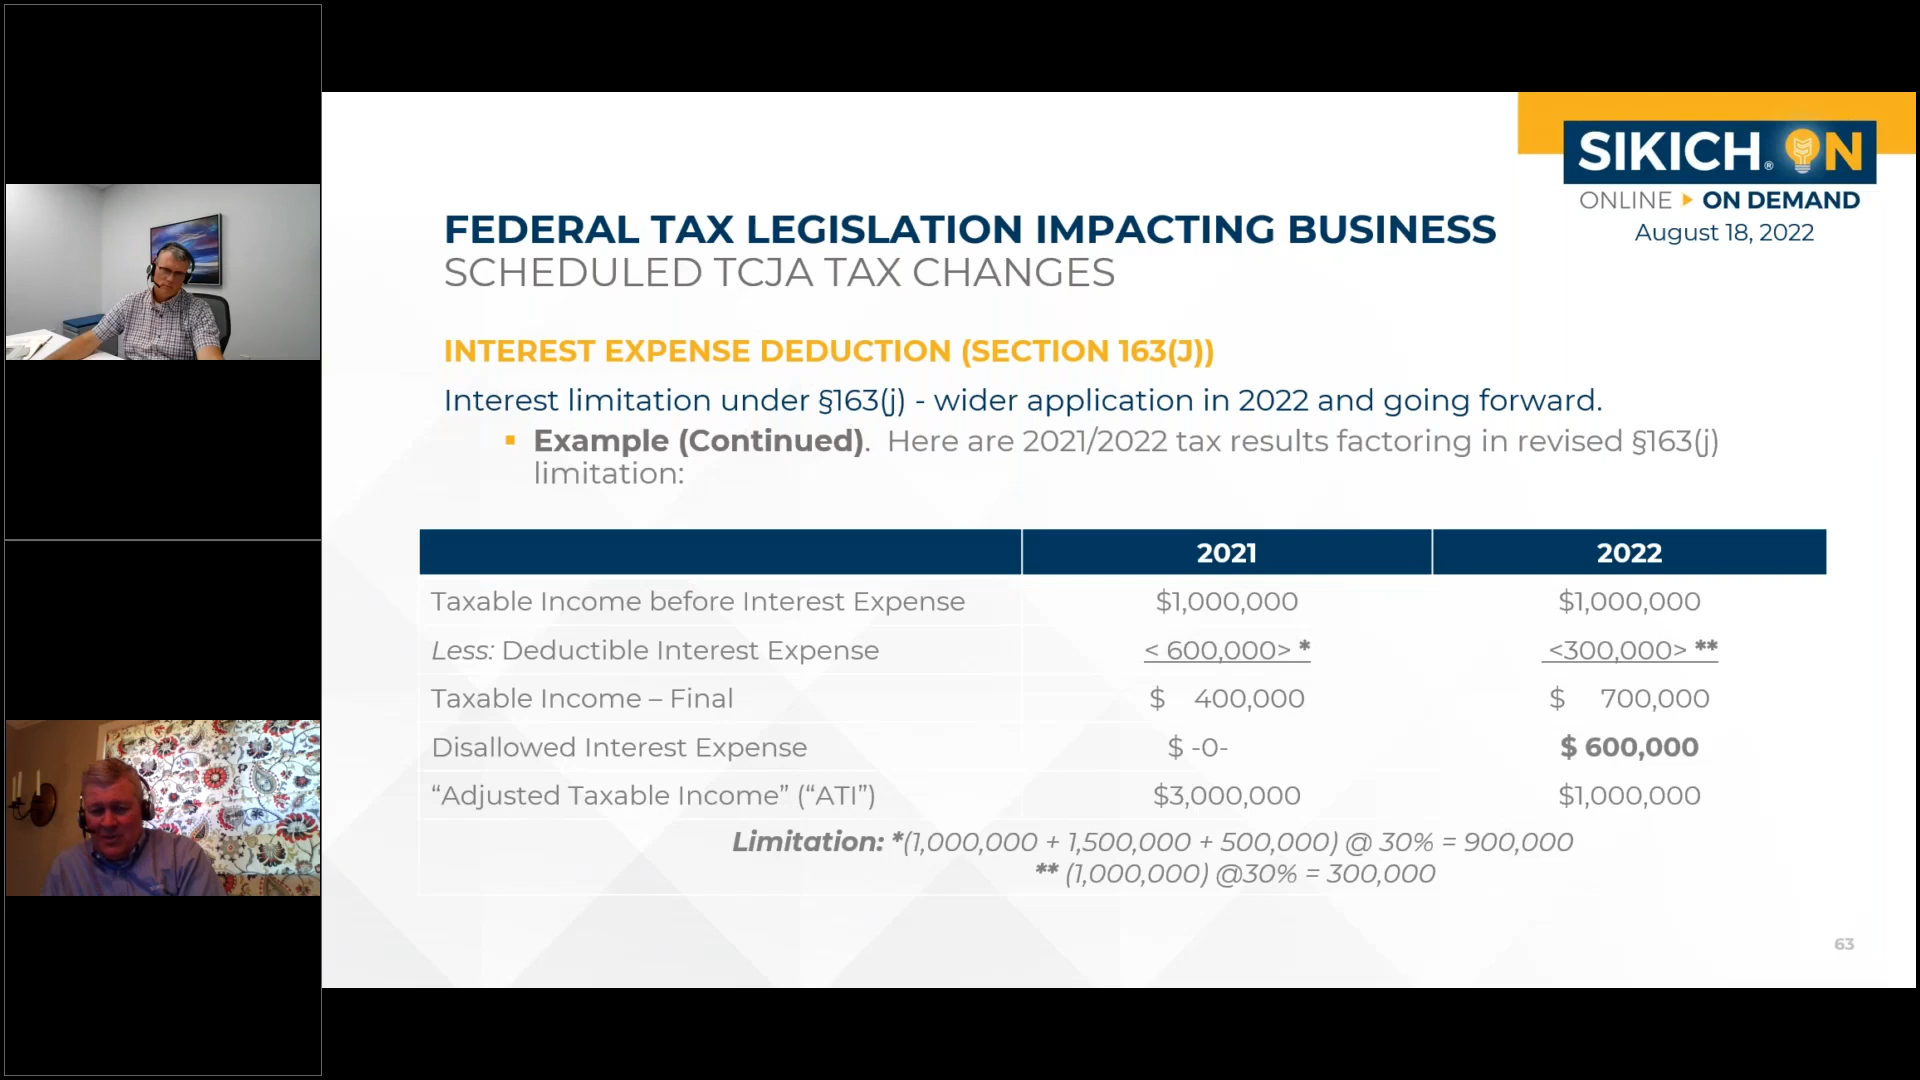 SIKICH® ON
ONLINE ▸ ON DEMAND
August 18, 2022
FEDERAL TAX LEGISLATION IMPACTING BUSINESS
SCHEDULED TCJA TAX CHANGES
INTEREST EXPENSE DEDUCTION (SECTION 163(J))
Interest limitation under §163(j) - wider application in 2022 and going forward.
▪ Example (Continued). Here are 2021/2022 tax results factoring in revised §163(j)
limitation:
2021 2022
Taxable Income before Interest Expense $1,000,000 $1,000,000
Less: Deductible Interest Expense < 600,000> * <300,000> **
Taxable Income – Final $ 400,000 $ 700,000
Disallowed Interest Expense $ -0- $ 600,000
“Adjusted Taxable Income” (“ATI”) $3,000,000 $1,000,000
Limitation: *(1,000,000 + 1,500,000 + 500,000) @ 30% = 900,000
** (1,000,000) @30% = 300,000
63